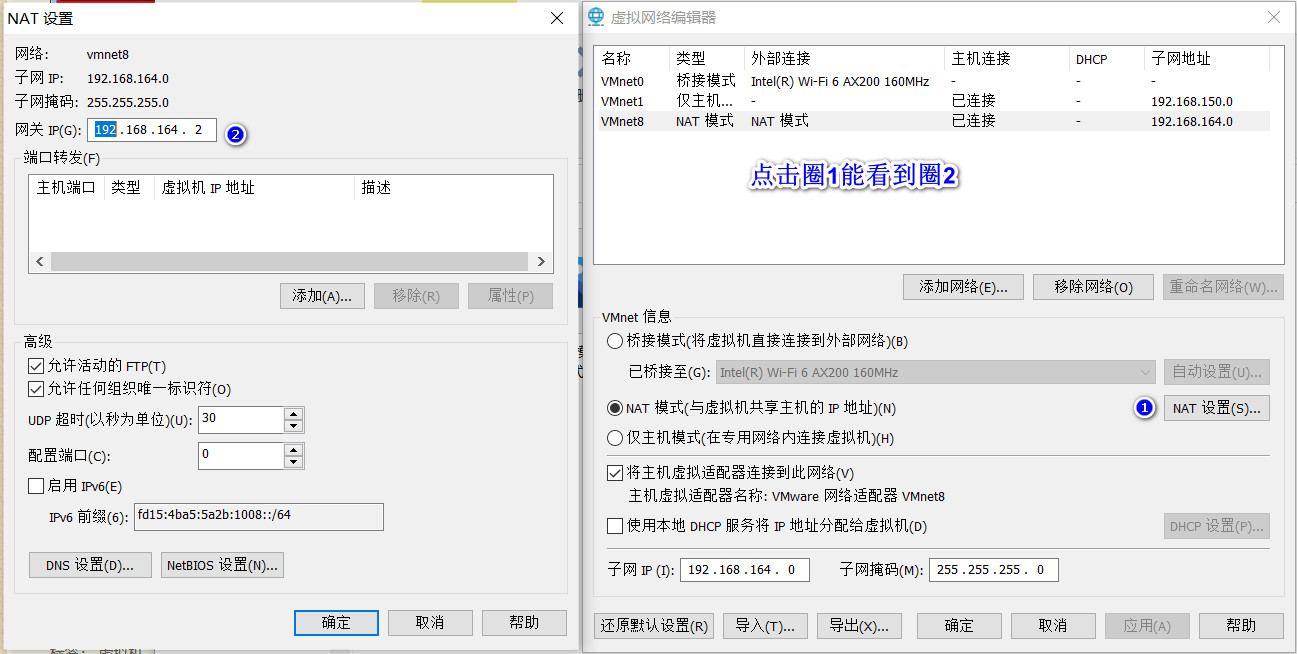 NAT 设置
网络: vmnet8
子网 IP: 192.168.164.0
子网掩码: 255.255.255.0
网关 IP(G): 192 . 168 . 164 . 2 2
端口转发(F)
主机端口 类型 虚拟机 IP 地址 描述
添加(A)... 移除(R) 属性(P)
高级
允许活动的 FTP(T)
允许任何组织唯一标识符(O)
UDP 超时(以秒为单位)(U): 30
配置端口(C): 0
启用 IPv6(E)
IPv6 前缀(6): fd15:4ba5:5a2b:1008::/64
DNS 设置(D)... NetBIOS 设置(N)...
确定 取消 帮助
虚拟网络编辑器
名称 类型 外部连接 主机连接 DHCP 子网地址
VMnet0 桥接模式 Intel(R) Wi-Fi 6 AX200 160MHz - - -
VMnet1 仅主机... - 已连接 - 192.168.150.0
VMnet8 NAT 模式 NAT 模式 已连接 - 192.168.164.0
点击圈1能看到圈2
添加网络(E)... 移除网络(O) 重命名网络(W)...
VMnet 信息
桥接模式(将虚拟机直接连接到外部网络)(B)
已桥接至(G): Intel(R) Wi-Fi 6 AX200 160MHz 自动设置(U)...
NAT 模式(与虚拟机共享主机的 IP 地址)(N) 1 NAT 设置(S)...
仅主机模式(在专用网络内连接虚拟机)(H)
将主机虚拟适配器连接到此网络(V)
主机虚拟适配器名称: VMware 网络适配器 VMnet8
使用本地 DHCP 服务将 IP 地址分配给虚拟机(D) DHCP 设置(P)...
子网 IP (I): 192 . 168 . 164 . 0 子网掩码(M): 255 . 255 . 255 . 0
还原默认设置(R) 导入(T)... 导出(X)... 确定 取消 应用(A) 帮助